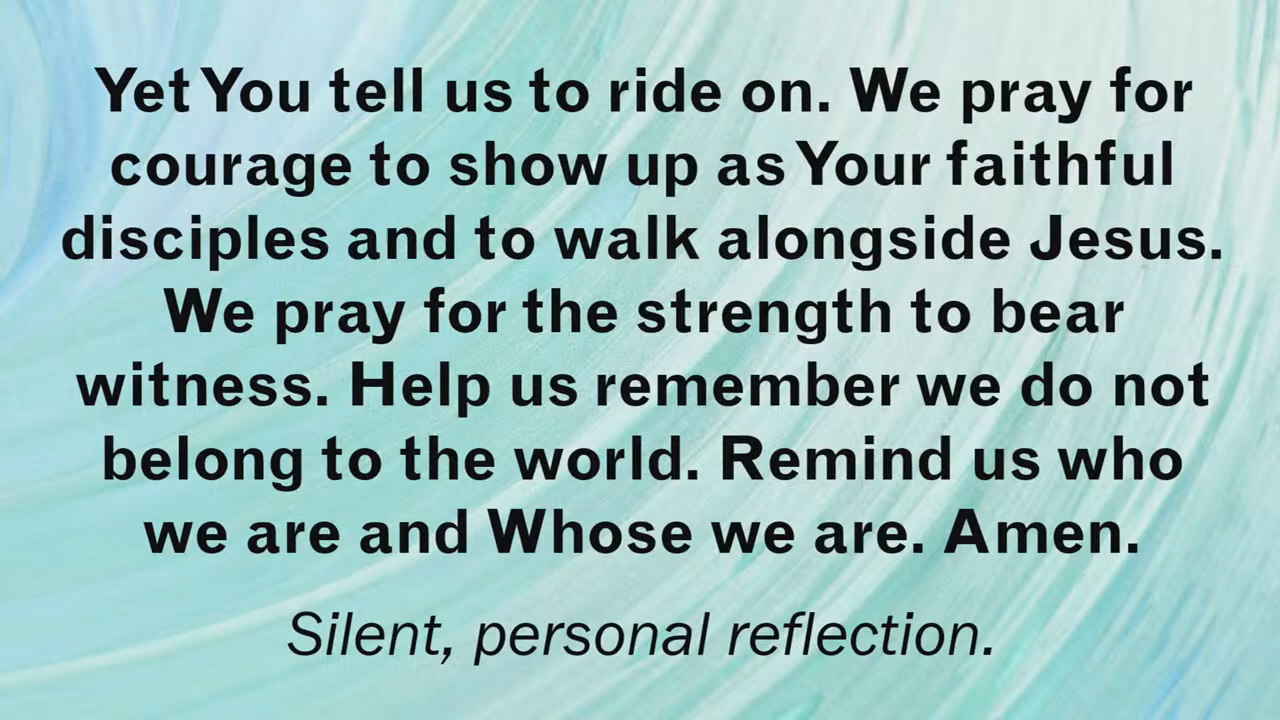 Yet You tell us to ride on. We pray for
courage to show up as Your faithful
disciples and to walk alongside Jesus.
We pray for the strength to bear
witness. Help us remember we do not
belong to the world. Remind us who
we are and Whose we are. Amen.
Silent, personal reflection.